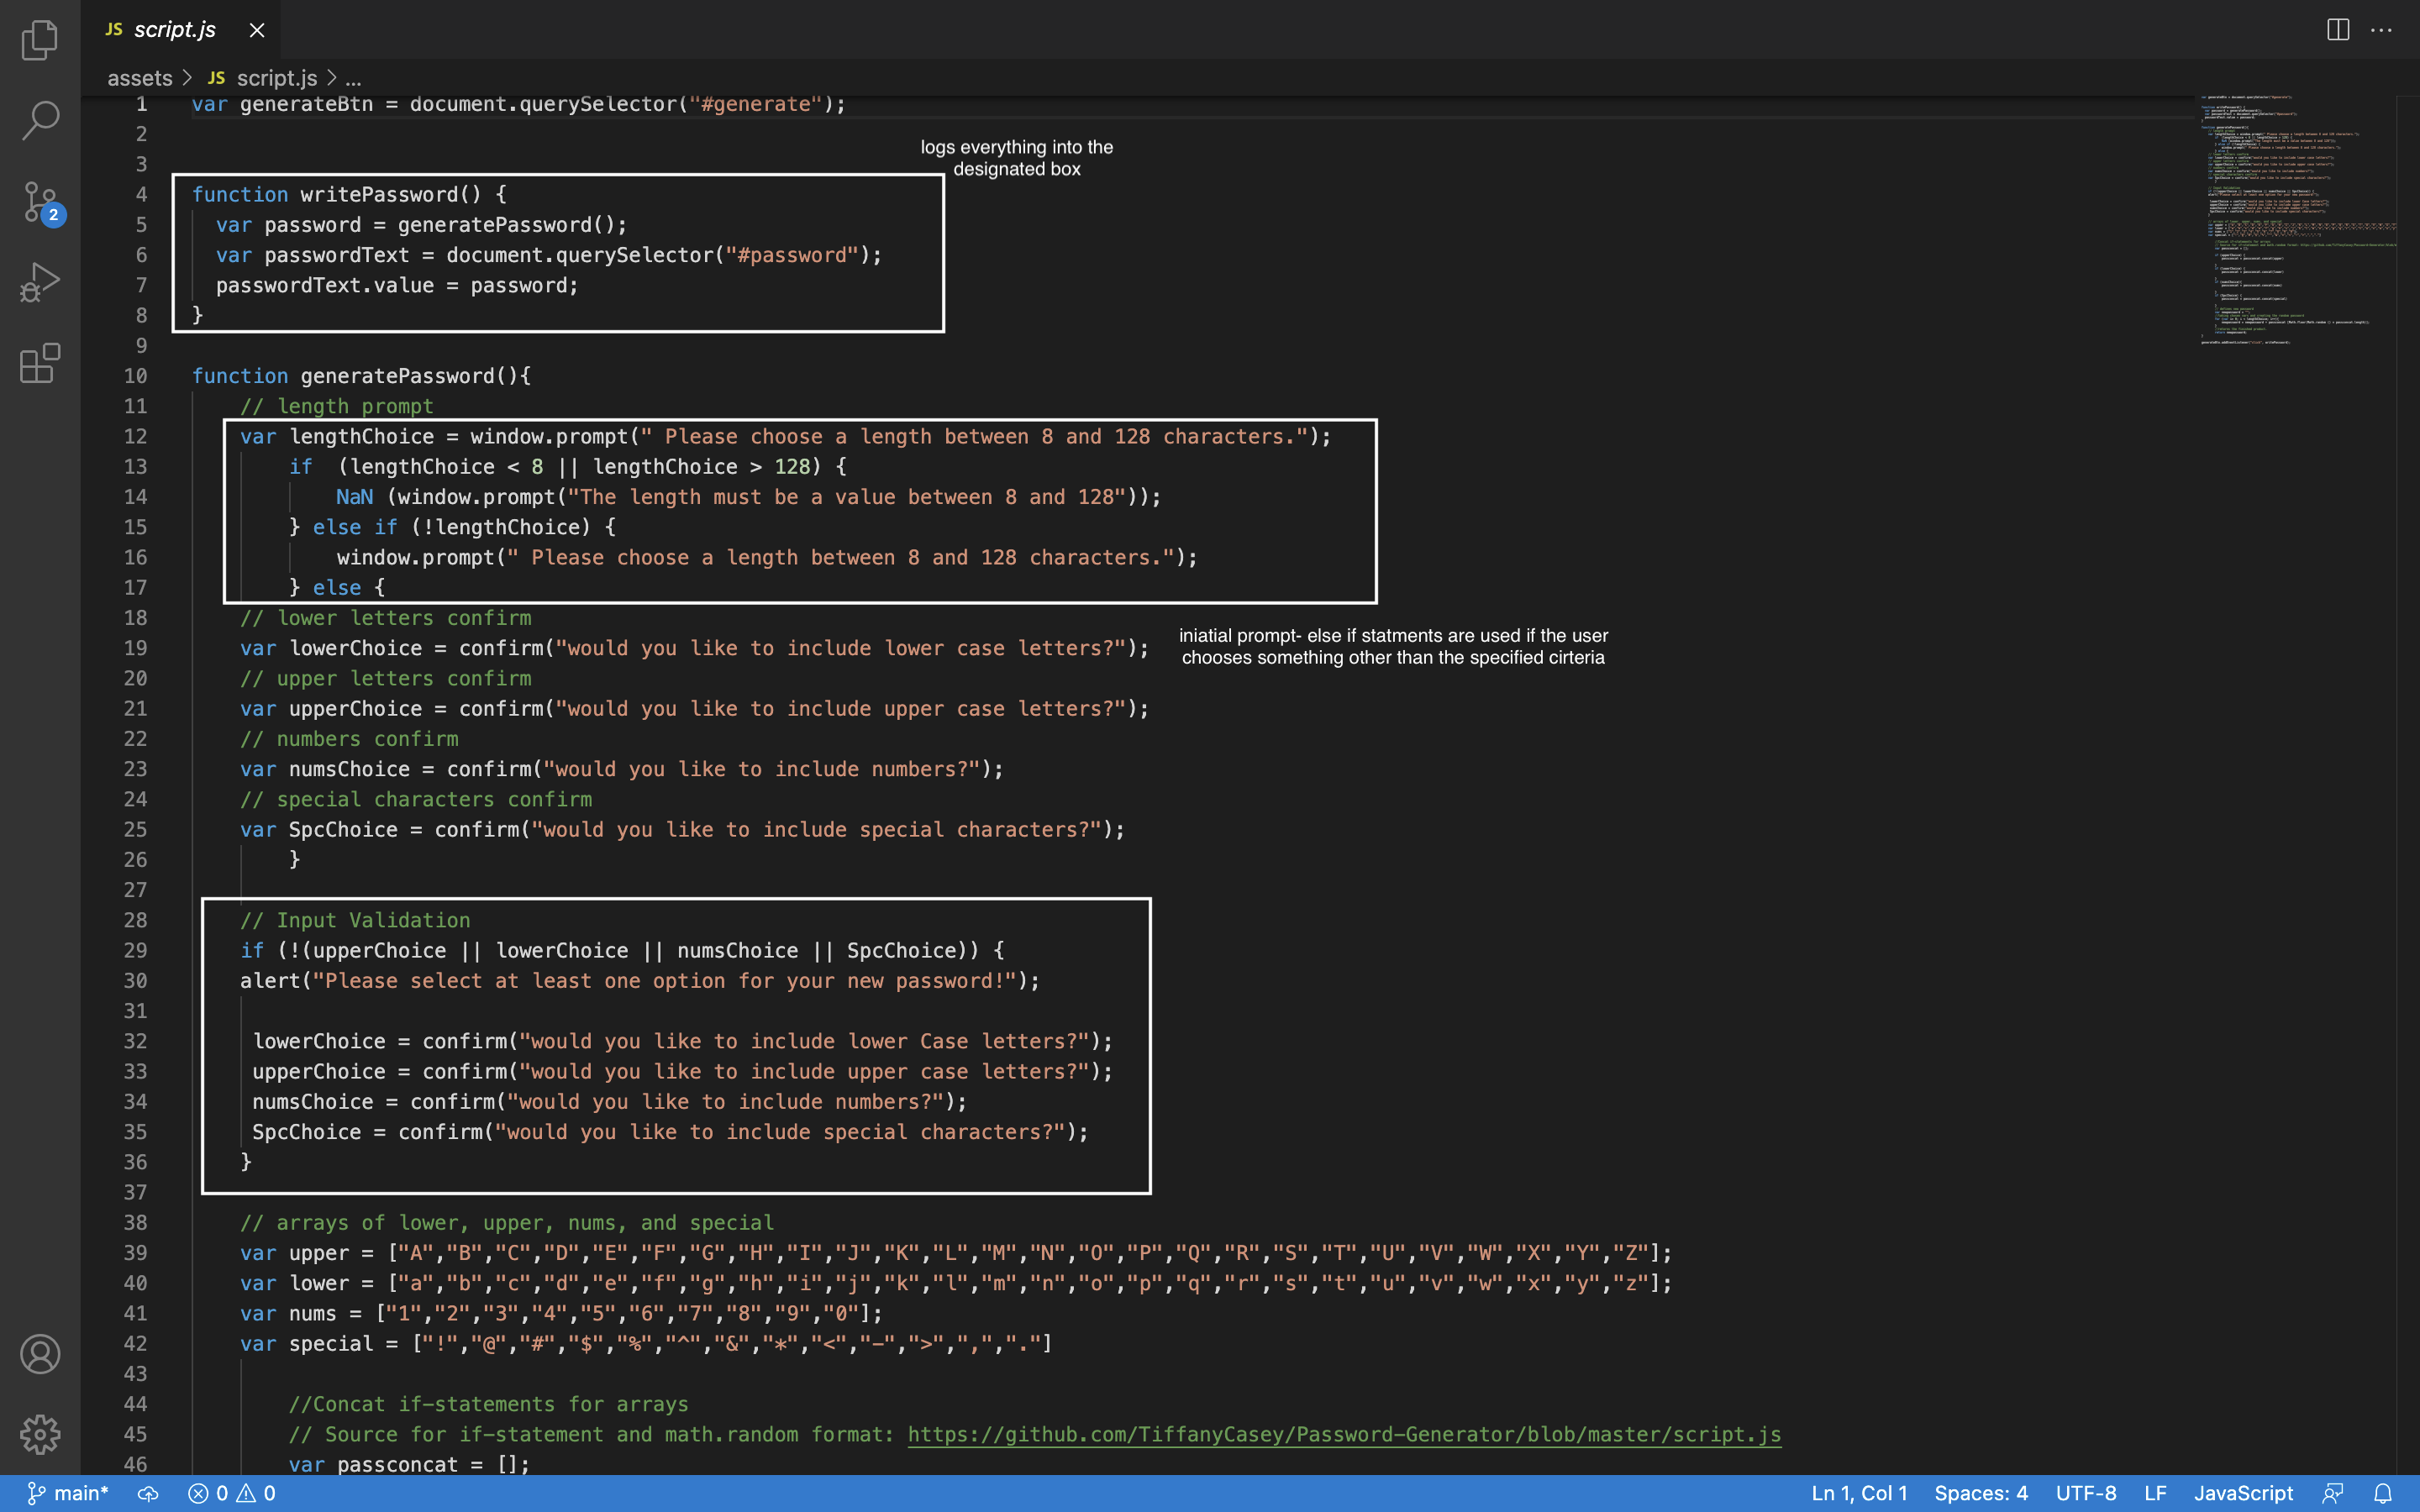 JS script.js ×
assets > JS script.js > ...
1 var generateBtn = document.querySelector("#generate");
2
logs everything into the
designated box
3
4 function writePassword() {
5 var password = generatePassword();
6 var passwordText = document.querySelector("#password");
7 passwordText.value = password;
8 }
9
10 function generatePassword(){
11 // length prompt
12 var lengthChoice = window.prompt(" Please choose a length between 8 and 128 characters.");
13 if  (lengthChoice < 8 || lengthChoice > 128) {
14 NaN (window.prompt("The length must be a value between 8 and 128"));
15 } else if (!lengthChoice) {
16 window.prompt(" Please choose a length between 8 and 128 characters.");
17 } else {
18 // lower letters confirm
19 var lowerChoice = confirm("would you like to include lower case letters?");
iniatial prompt- else if statments are used if the user
chooses something other than the specified cirteria
20 // upper letters confirm
21 var upperChoice = confirm("would you like to include upper case letters?");
22 // numbers confirm
23 var numsChoice = confirm("would you like to include numbers?");
24 // special characters confirm
25 var SpcChoice = confirm("would you like to include special characters?");
26 }
27
28 // Input Validation
29 if (!(upperChoice || lowerChoice || numsChoice || SpcChoice)) {
30 alert("Please select at least one option for your new password!");
31
32 lowerChoice = confirm("would you like to include lower Case letters?");
33 upperChoice = confirm("would you like to include upper case letters?");
34 numsChoice = confirm("would you like to include numbers?");
35 SpcChoice = confirm("would you like to include special characters?");
36 }
37
38 // arrays of lower, upper, nums, and special
39 var upper = ["A","B","C","D","E","F","G","H","I","J","K","L","M","N","O","P","Q","R","S","T","U","V","W","X","Y","Z"];
40 var lower = ["a","b","c","d","e","f","g","h","i","j","k","l","m","n","o","p","q","r","s","t","u","v","w","x","y","z"];
41 var nums = ["1","2","3","4","5","6","7","8","9","0"];
42 var special = ["!","@","#","$","%","^","&","*","<","-",">",",","."]
43
44 //Concat if-statements for arrays
45 // Source for if-statement and math.random format: https://github.com/TiffanyCasey/Password-Generator/blob/master/script.js
46 var passconcat = [];
2
main* 0 0 Ln 1, Col 1 Spaces: 4 UTF-8 LF JavaScript